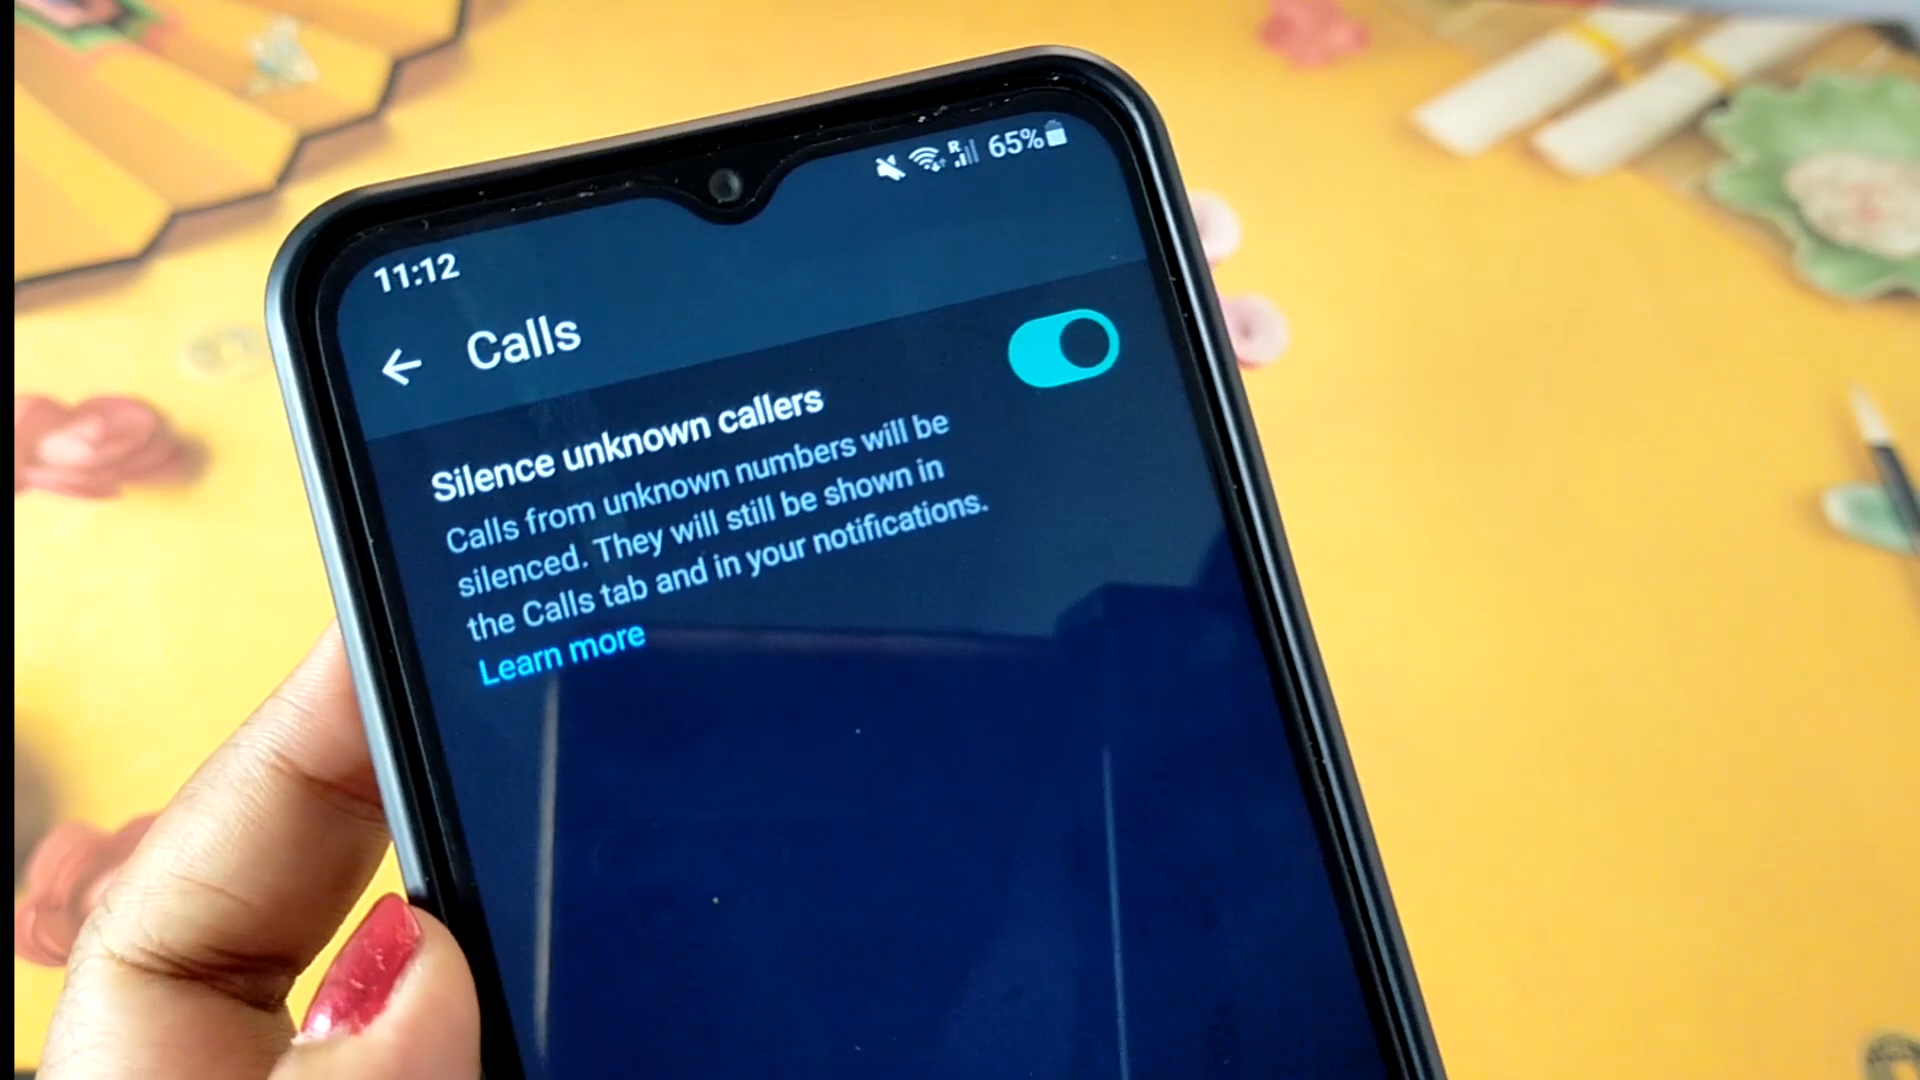 R 65%
11:12
Calls
Silence unknown callers
Calls from unknown numbers will be
silenced. They will still be shown in
the Calls tab and in your notifications.
Learn more